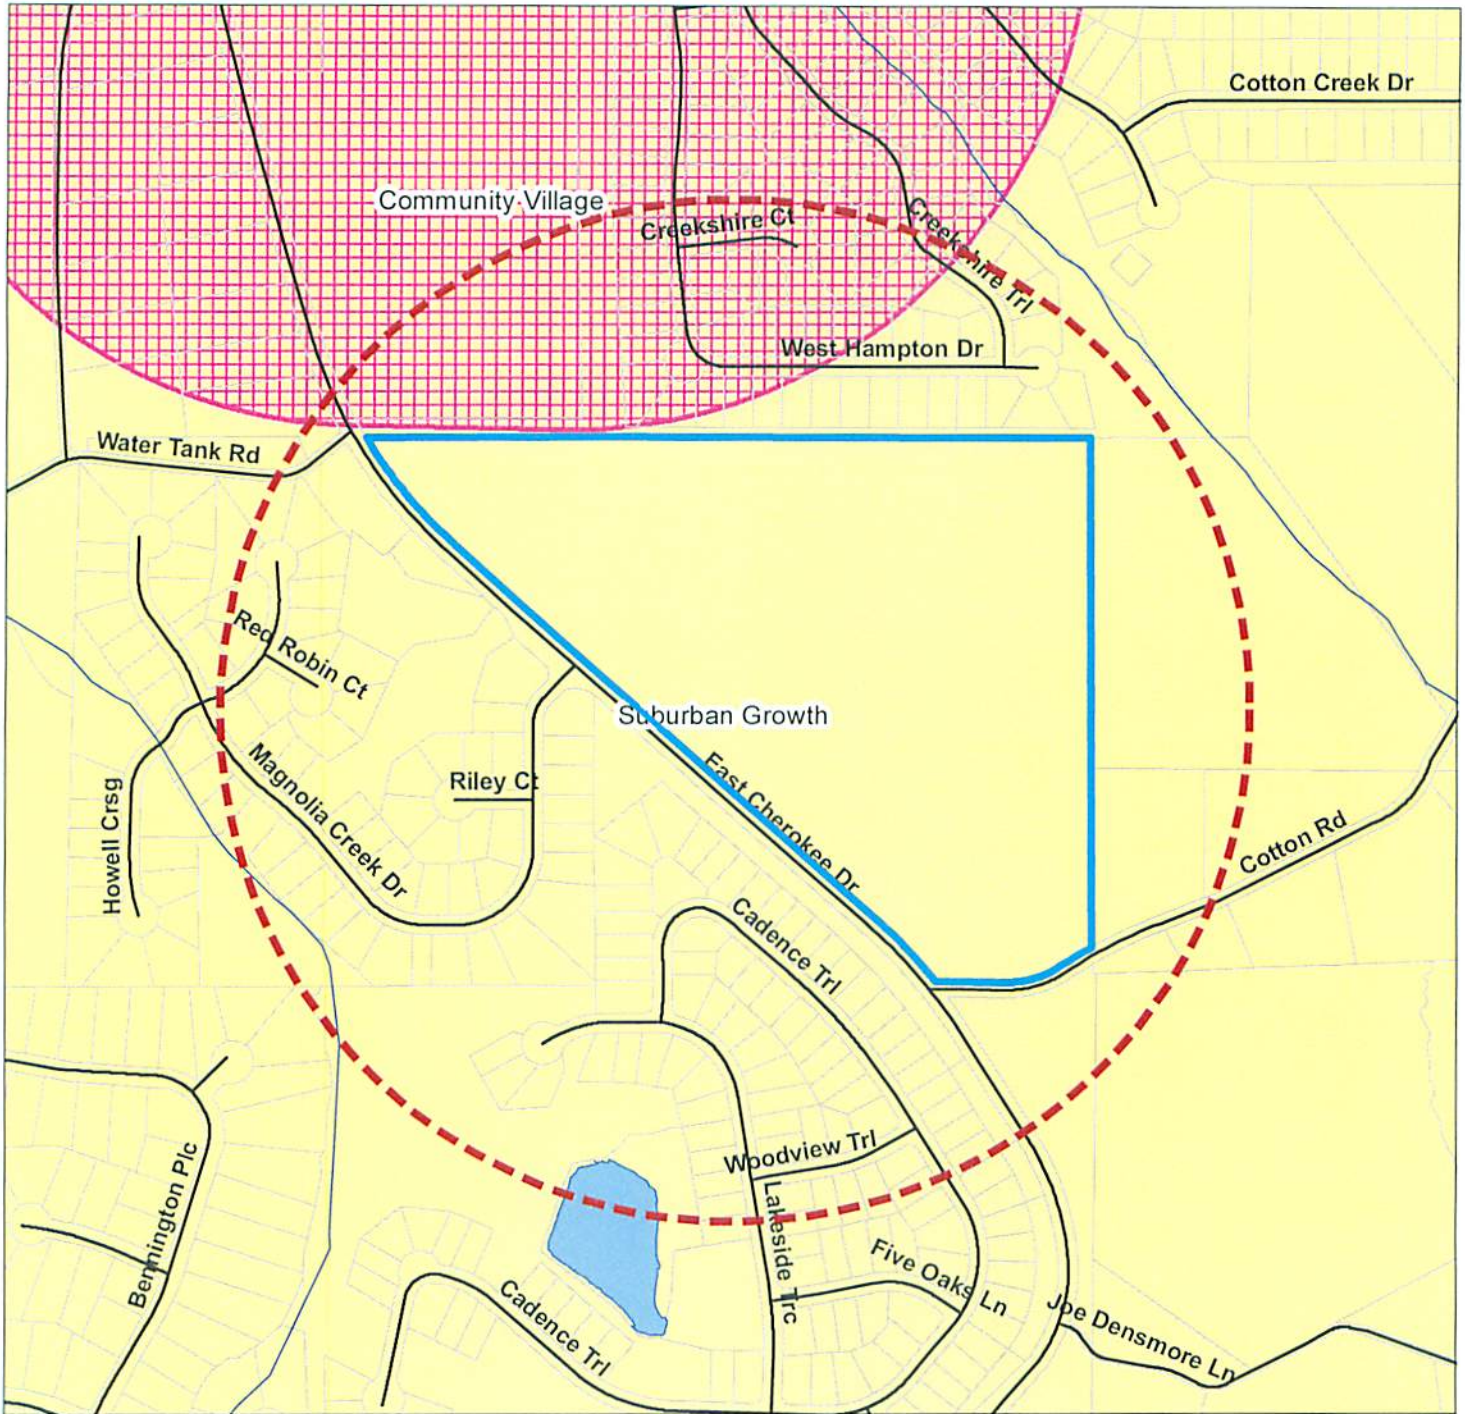 Cotton Creek Dr
Community Village
Creekshire Ct
Creekshire Trl
West Hampton Dr
Water Tank Rd
Red Robin Ct
Suburban Growth
Magnolia Creek Dr
Riley Ct
East Cherokee Dr
Howell Crsg
Cotton Rd
Cadence Trl
Woodview Trl
Bennington Plc
Lakeside Trc
Five Oaks Ln
Cadence Trl
Joe Densmore Ln